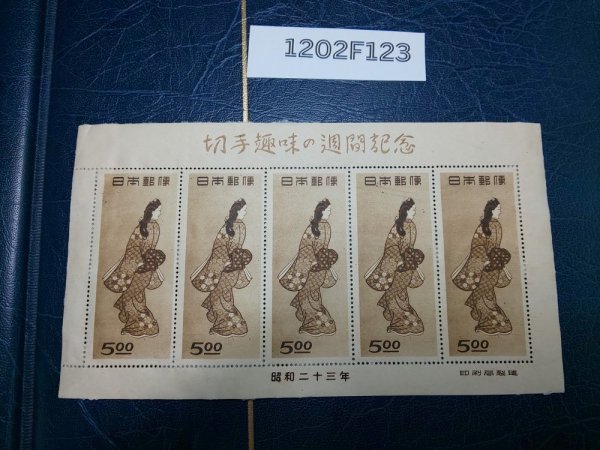 1202F123
切手趣味の週間記念
日本郵便 日本郵便 日本郵便 日本郵便 日本郵便
5.00 5.00 5.00 5.00 5.00
昭和二十三年 印刷局製造